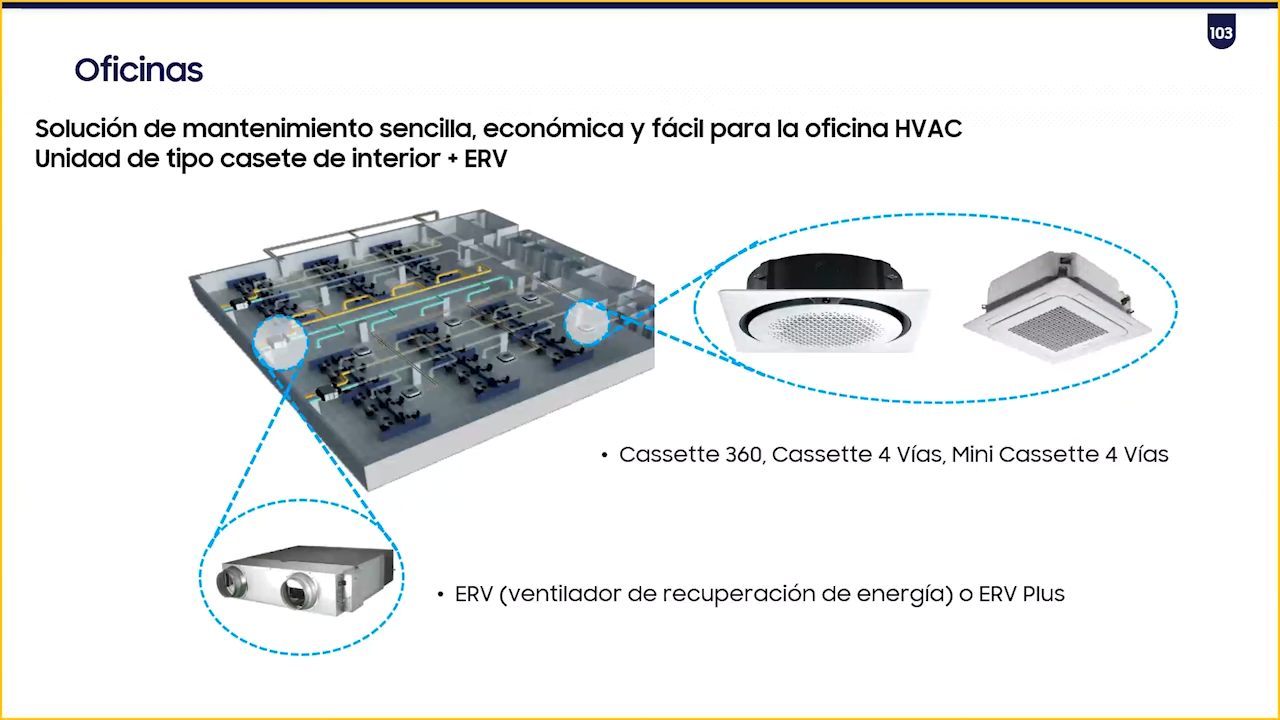 103
Oficinas
Solución de mantenimiento sencilla, económica y fácil para la oficina HVAC
Unidad de tipo casete de interior + ERV
• Cassette 360, Cassette 4 Vías, Mini Cassette 4 Vías
• ERV (ventilador de recuperación de energía) o ERV Plus